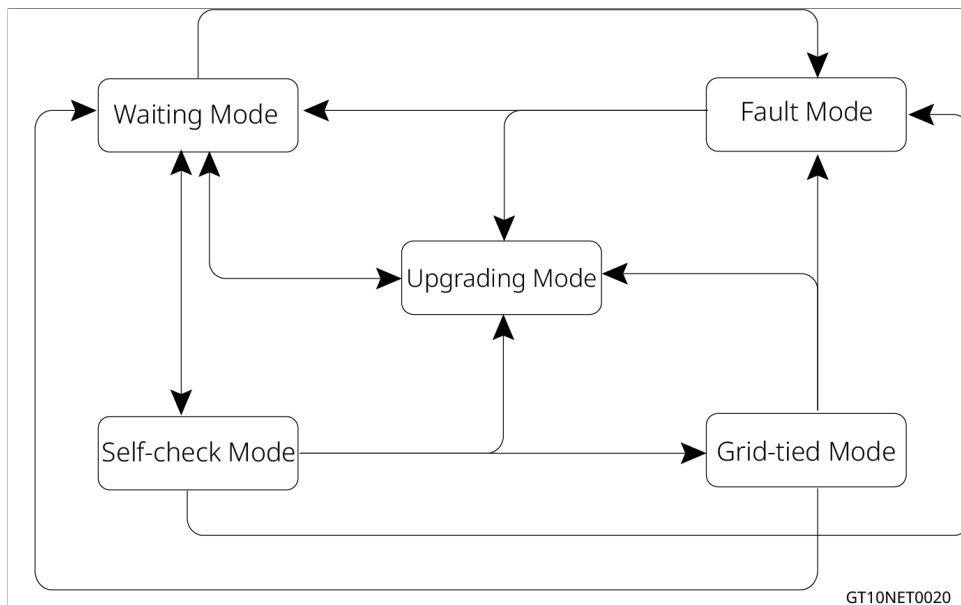 Waiting Mode
Fault Mode
Upgrading Mode
Self-check Mode
Grid-tied Mode
GT10NET0020